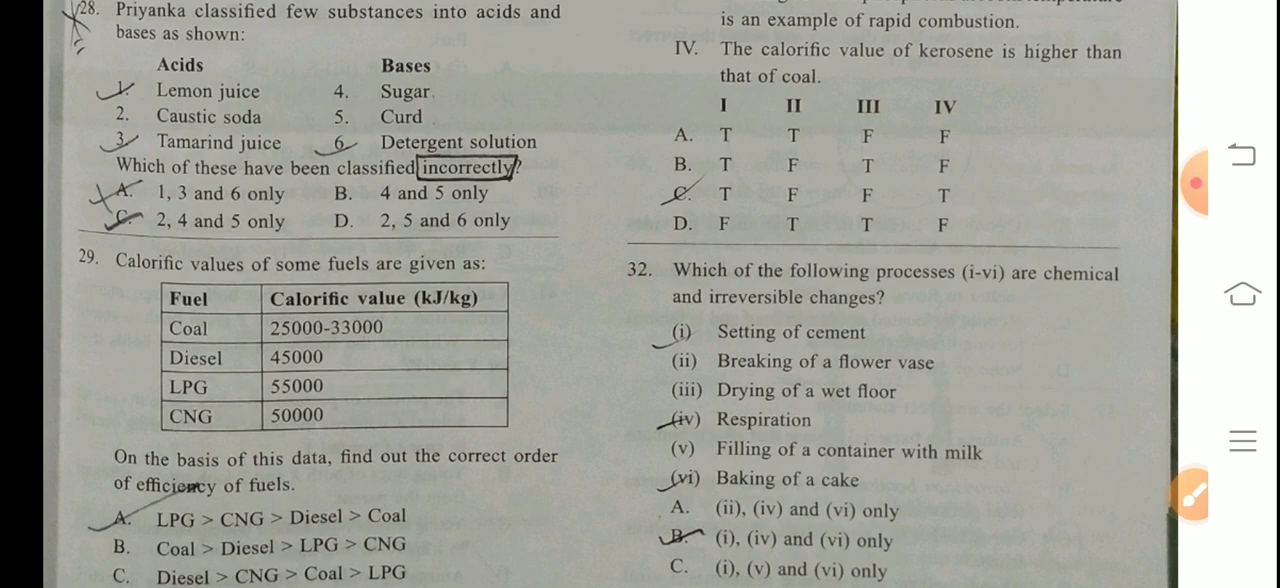 28. Priyanka classified few substances into acids and
bases as shown:
Acids Bases
1. Lemon juice 4. Sugar
2. Caustic soda 5. Curd
3. Tamarind juice 6. Detergent solution
Which of these have been classified incorrectly?
A. 1, 3 and 6 only B. 4 and 5 only
C. 2, 4 and 5 only D. 2, 5 and 6 only
29. Calorific values of some fuels are given as:
Fuel Calorific value (kJ/kg)
Coal 25000-33000
Diesel 45000
LPG 55000
CNG 50000
On the basis of this data, find out the correct order
of efficiency of fuels.
A. LPG > CNG > Diesel > Coal
B. Coal > Diesel > LPG > CNG
C. Diesel > CNG > Coal > LPG
is an example of rapid combustion.
IV. The calorific value of kerosene is higher than
that of coal.
I II III IV
A. T T F F
B. T F T F
C. T F F T
D. F T T F
32. Which of the following processes (i-vi) are chemical
and irreversible changes?
(i) Setting of cement
(ii) Breaking of a flower vase
(iii) Drying of a wet floor
(iv) Respiration
(v) Filling of a container with milk
(vi) Baking of a cake
A. (ii), (iv) and (vi) only
B. (i), (iv) and (vi) only
C. (i), (v) and (vi) only